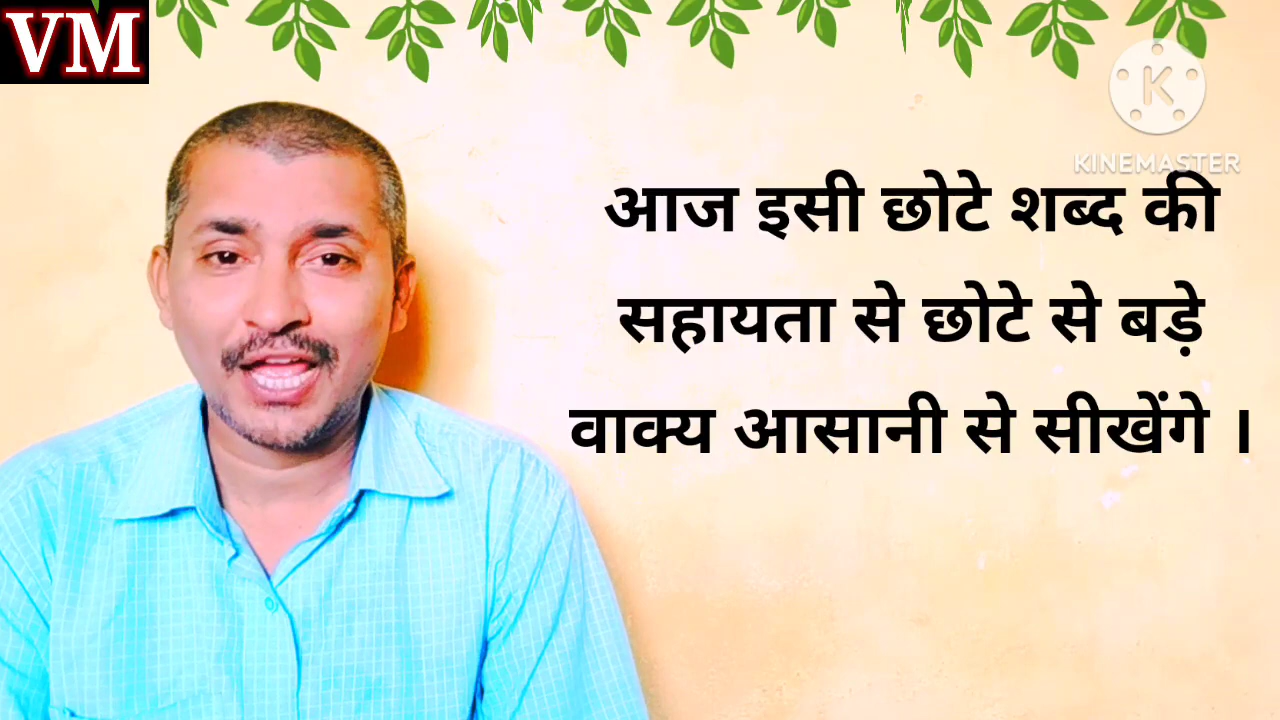 VM
KINEMASTER
आज इसी छोटे शब्द की
सहायता से छोटे से बड़े
वाक्य आसानी से सीखेंगे ।